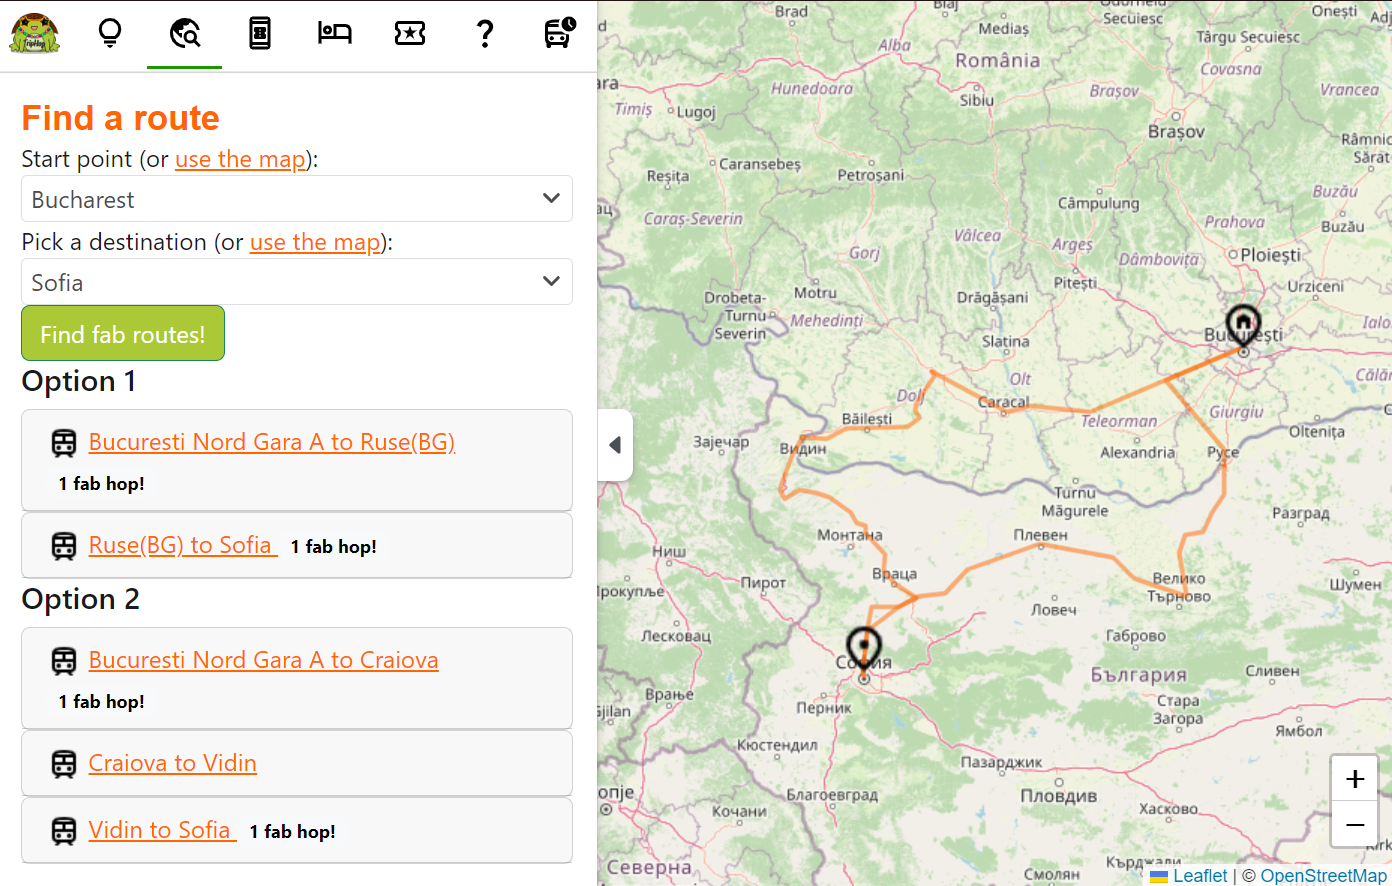 TripHop
Find a route
Start point (or use the map):
Bucharest
Pick a destination (or use the map):
Sofia
Find fab routes!
Option 1
Bucuresti Nord Gara A to Ruse(BG)
1 fab hop!
Ruse(BG) to Sofia 1 fab hop!
Option 2
Bucuresti Nord Gara A to Craiova
1 fab hop!
Craiova to Vidin
Vidin to Sofia 1 fab hop!
Brad
Blaj
Secuiesc
Onești
Mediaș
Alba
Târgu Secuiesc
România
Covasna
Hunedoara
Brașov
Vrancea
Timiș
Lugoj
Sibiu
Brașov
Caransebeș
Petroșani
Reșița
Câmpulung
Buzău
Caraș-Severin
Vâlcea
Argeș
Prahova
Buzău
Gorj
Dâmbovița
Ploiești
Pitești
Urziceni
Motru
Drăgășani
Drobeta-
Turnu
Severin
Mehedinți
Slatina
București
Olt
Dolj
Caracal
Giurgiu
Băilești
Teleorman
Oltenița
Зајечар
Видин
Alexandria
Русе
Turnu
Măgurele
Разград
Монтана
Плевен
Ниш
Враца
Велико
Търново
Пирот
Шумен
Ловеч
Лесковац
Габрово
София
България
Сливен
Врање
Перник
Стара
Загора
Gjilan
Ямбол
Кюстендил
Пазарджик
Благоевград
Пловдив
Хасково
Кочани
Северна
Кърджали
Смолян
+
−
Leaflet | © OpenStreetMap